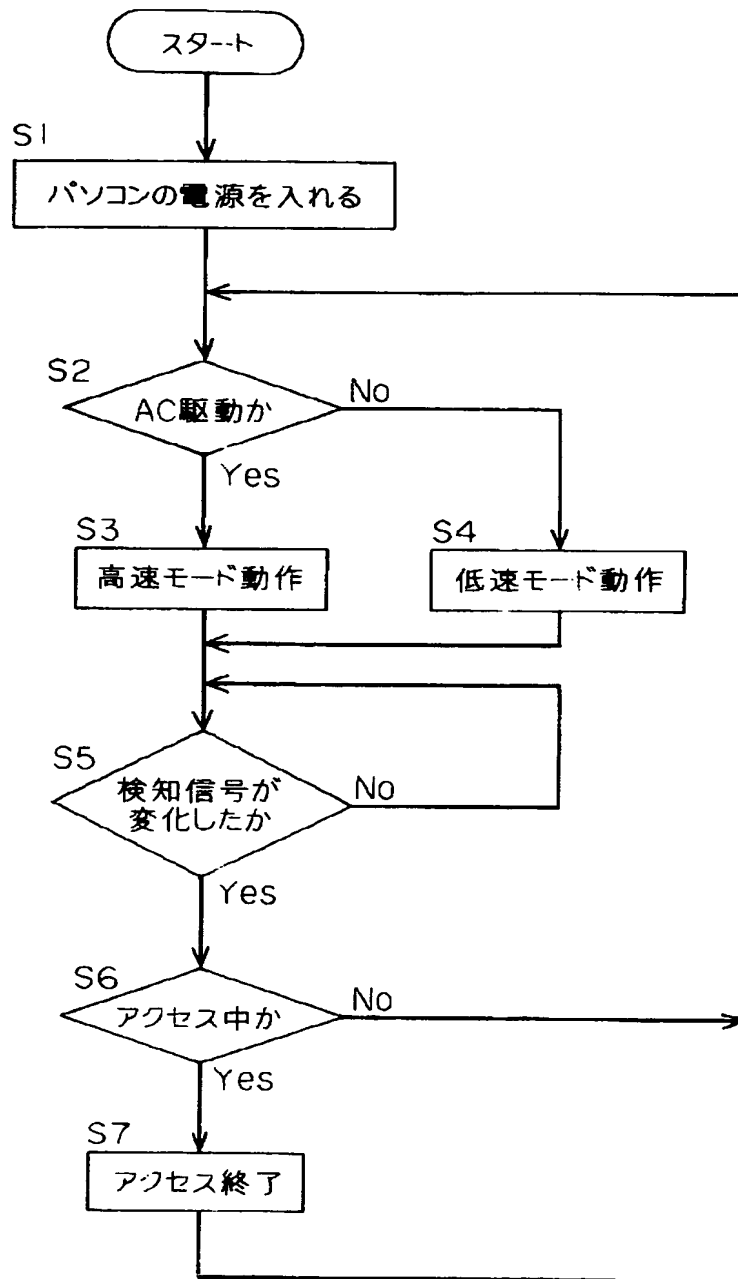 スタート
S1
パソコンの電源を入れる
S2
AC駆動か
No
Yes
S3
高速モード動作
S4
低速モード動作
S5
検知信号が
変化したか
No
Yes
S6
アクセス中か
No
Yes
S7
アクセス終了